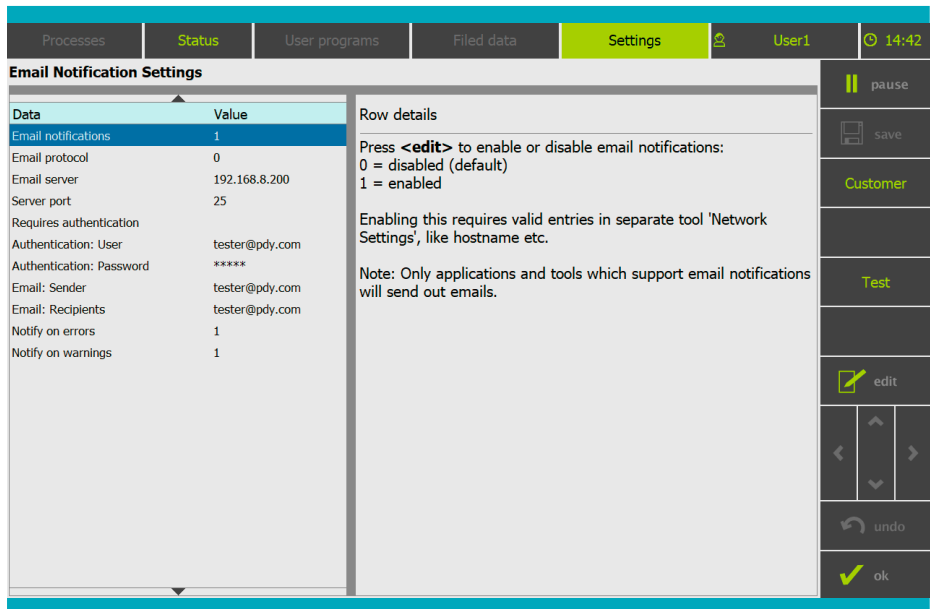 Processes Status User programs Filed data Settings User1 14:42
Email Notification Settings
Data Value
Email notifications 1
Email protocol 0
Email server 192.168.8.200
Server port 25
Requires authentication
Authentication: User tester@pdy.com
Authentication: Password *****
Email: Sender tester@pdy.com
Email: Recipients tester@pdy.com
Notify on errors 1
Notify on warnings 1
Row details
Press <edit> to enable or disable email notifications:
0 = disabled (default)
1 = enabled
Enabling this requires valid entries in separate tool 'Network
Settings', like hostname etc.
Note: Only applications and tools which support email notifications
will send out emails.
pause
save
Customer
Test
edit
undo
ok